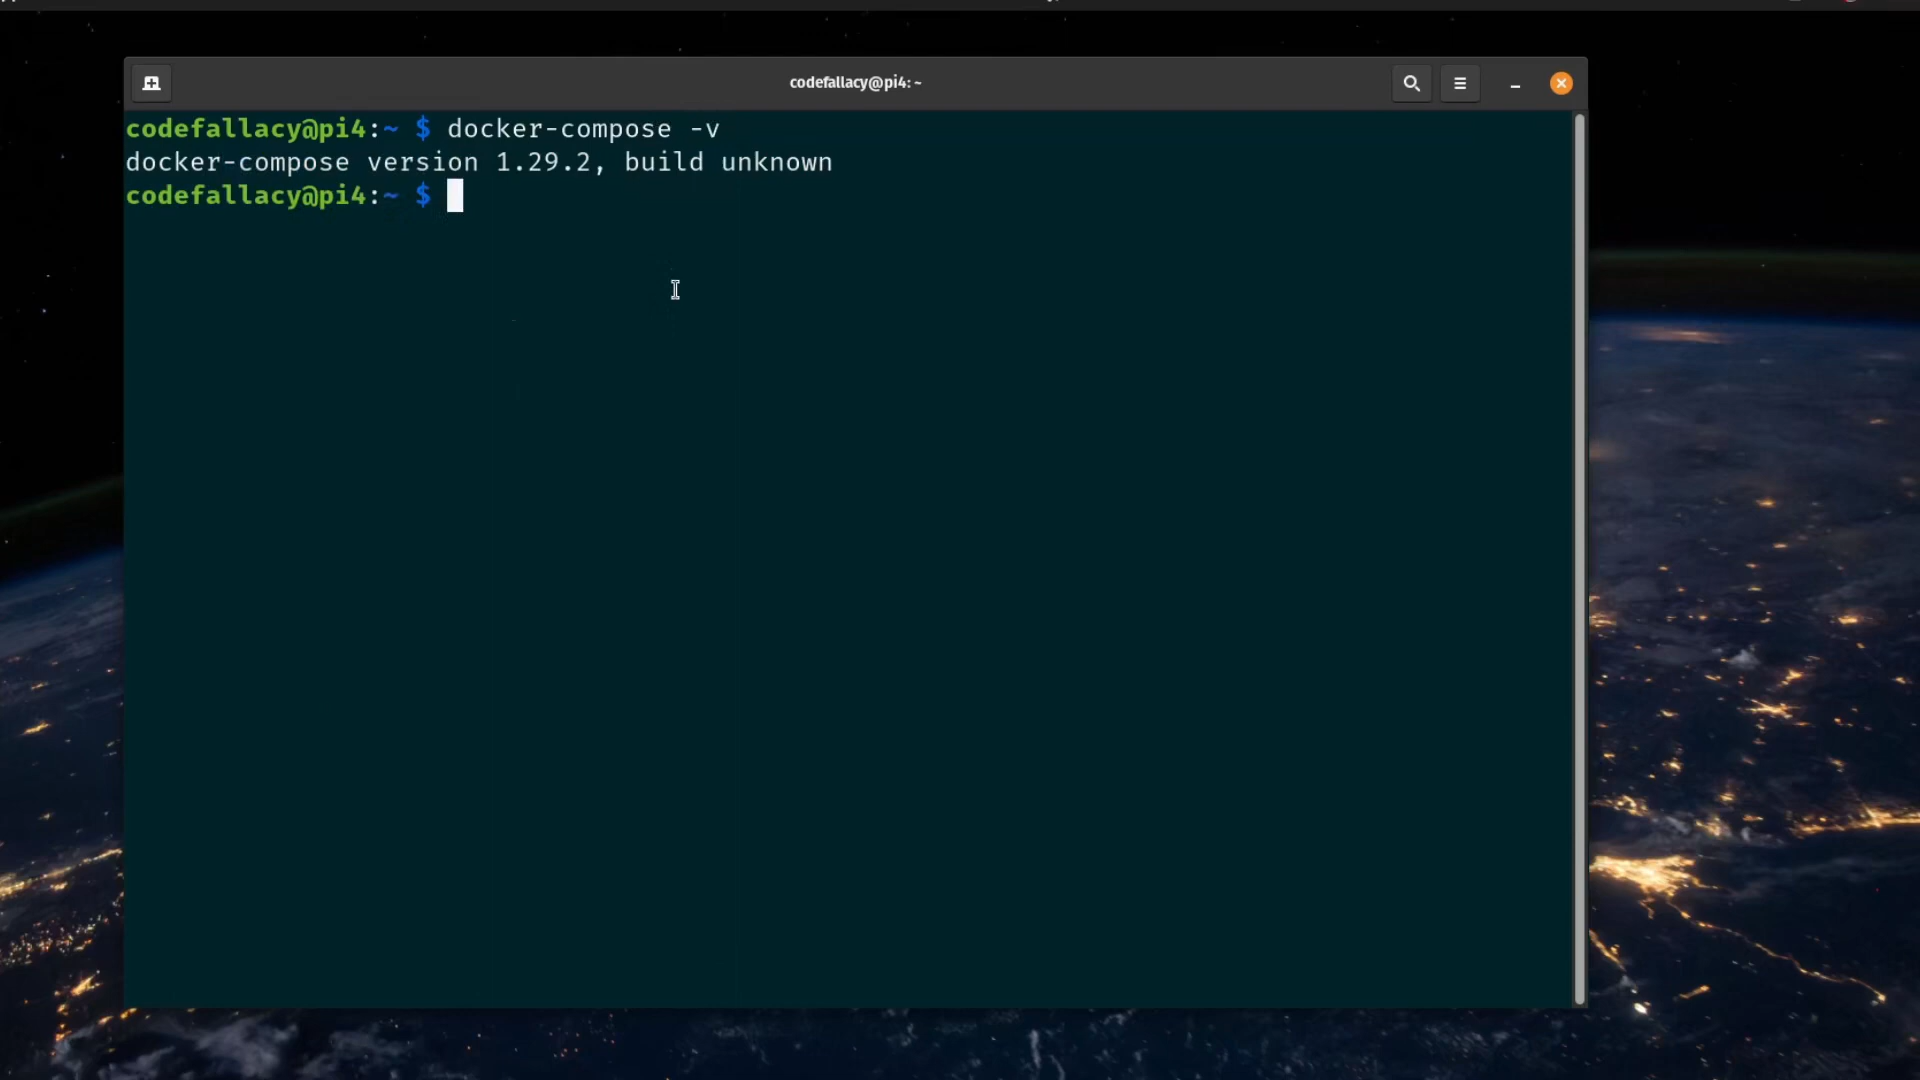 codefallacy@pi4: ~
codefallacy@pi4:~ $ docker-compose -v
docker-compose version 1.29.2, build unknown
codefallacy@pi4:~ $